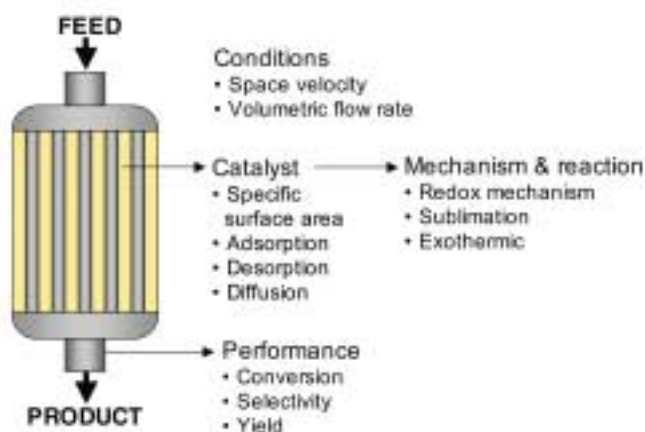 FEED
Conditions
• Space velocity
• Volumetric flow rate
Catalyst
• Specific
surface area
• Adsorption
• Desorption
• Diffusion
Mechanism & reaction
• Redox mechanism
• Sublimation
• Exothermic
Performance
• Conversion
• Selectivity
• Yield
PRODUCT